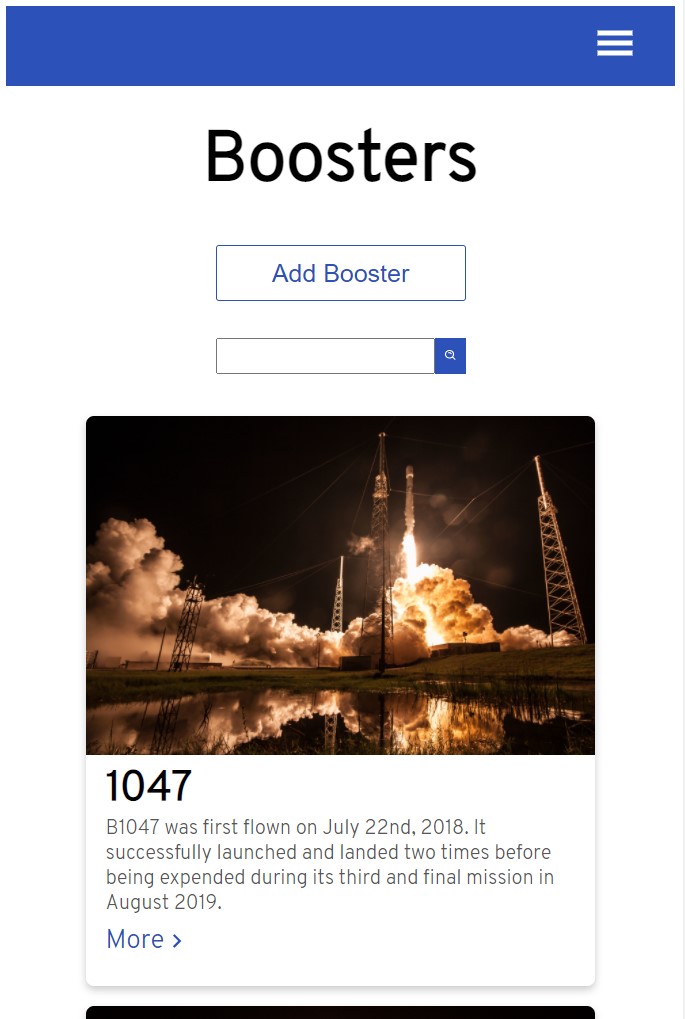 Boosters
Add Booster
1047
B1047 was first flown on July 22nd, 2018. It
successfully launched and landed two times before
being expended during its third and final mission in
August 2019.
More